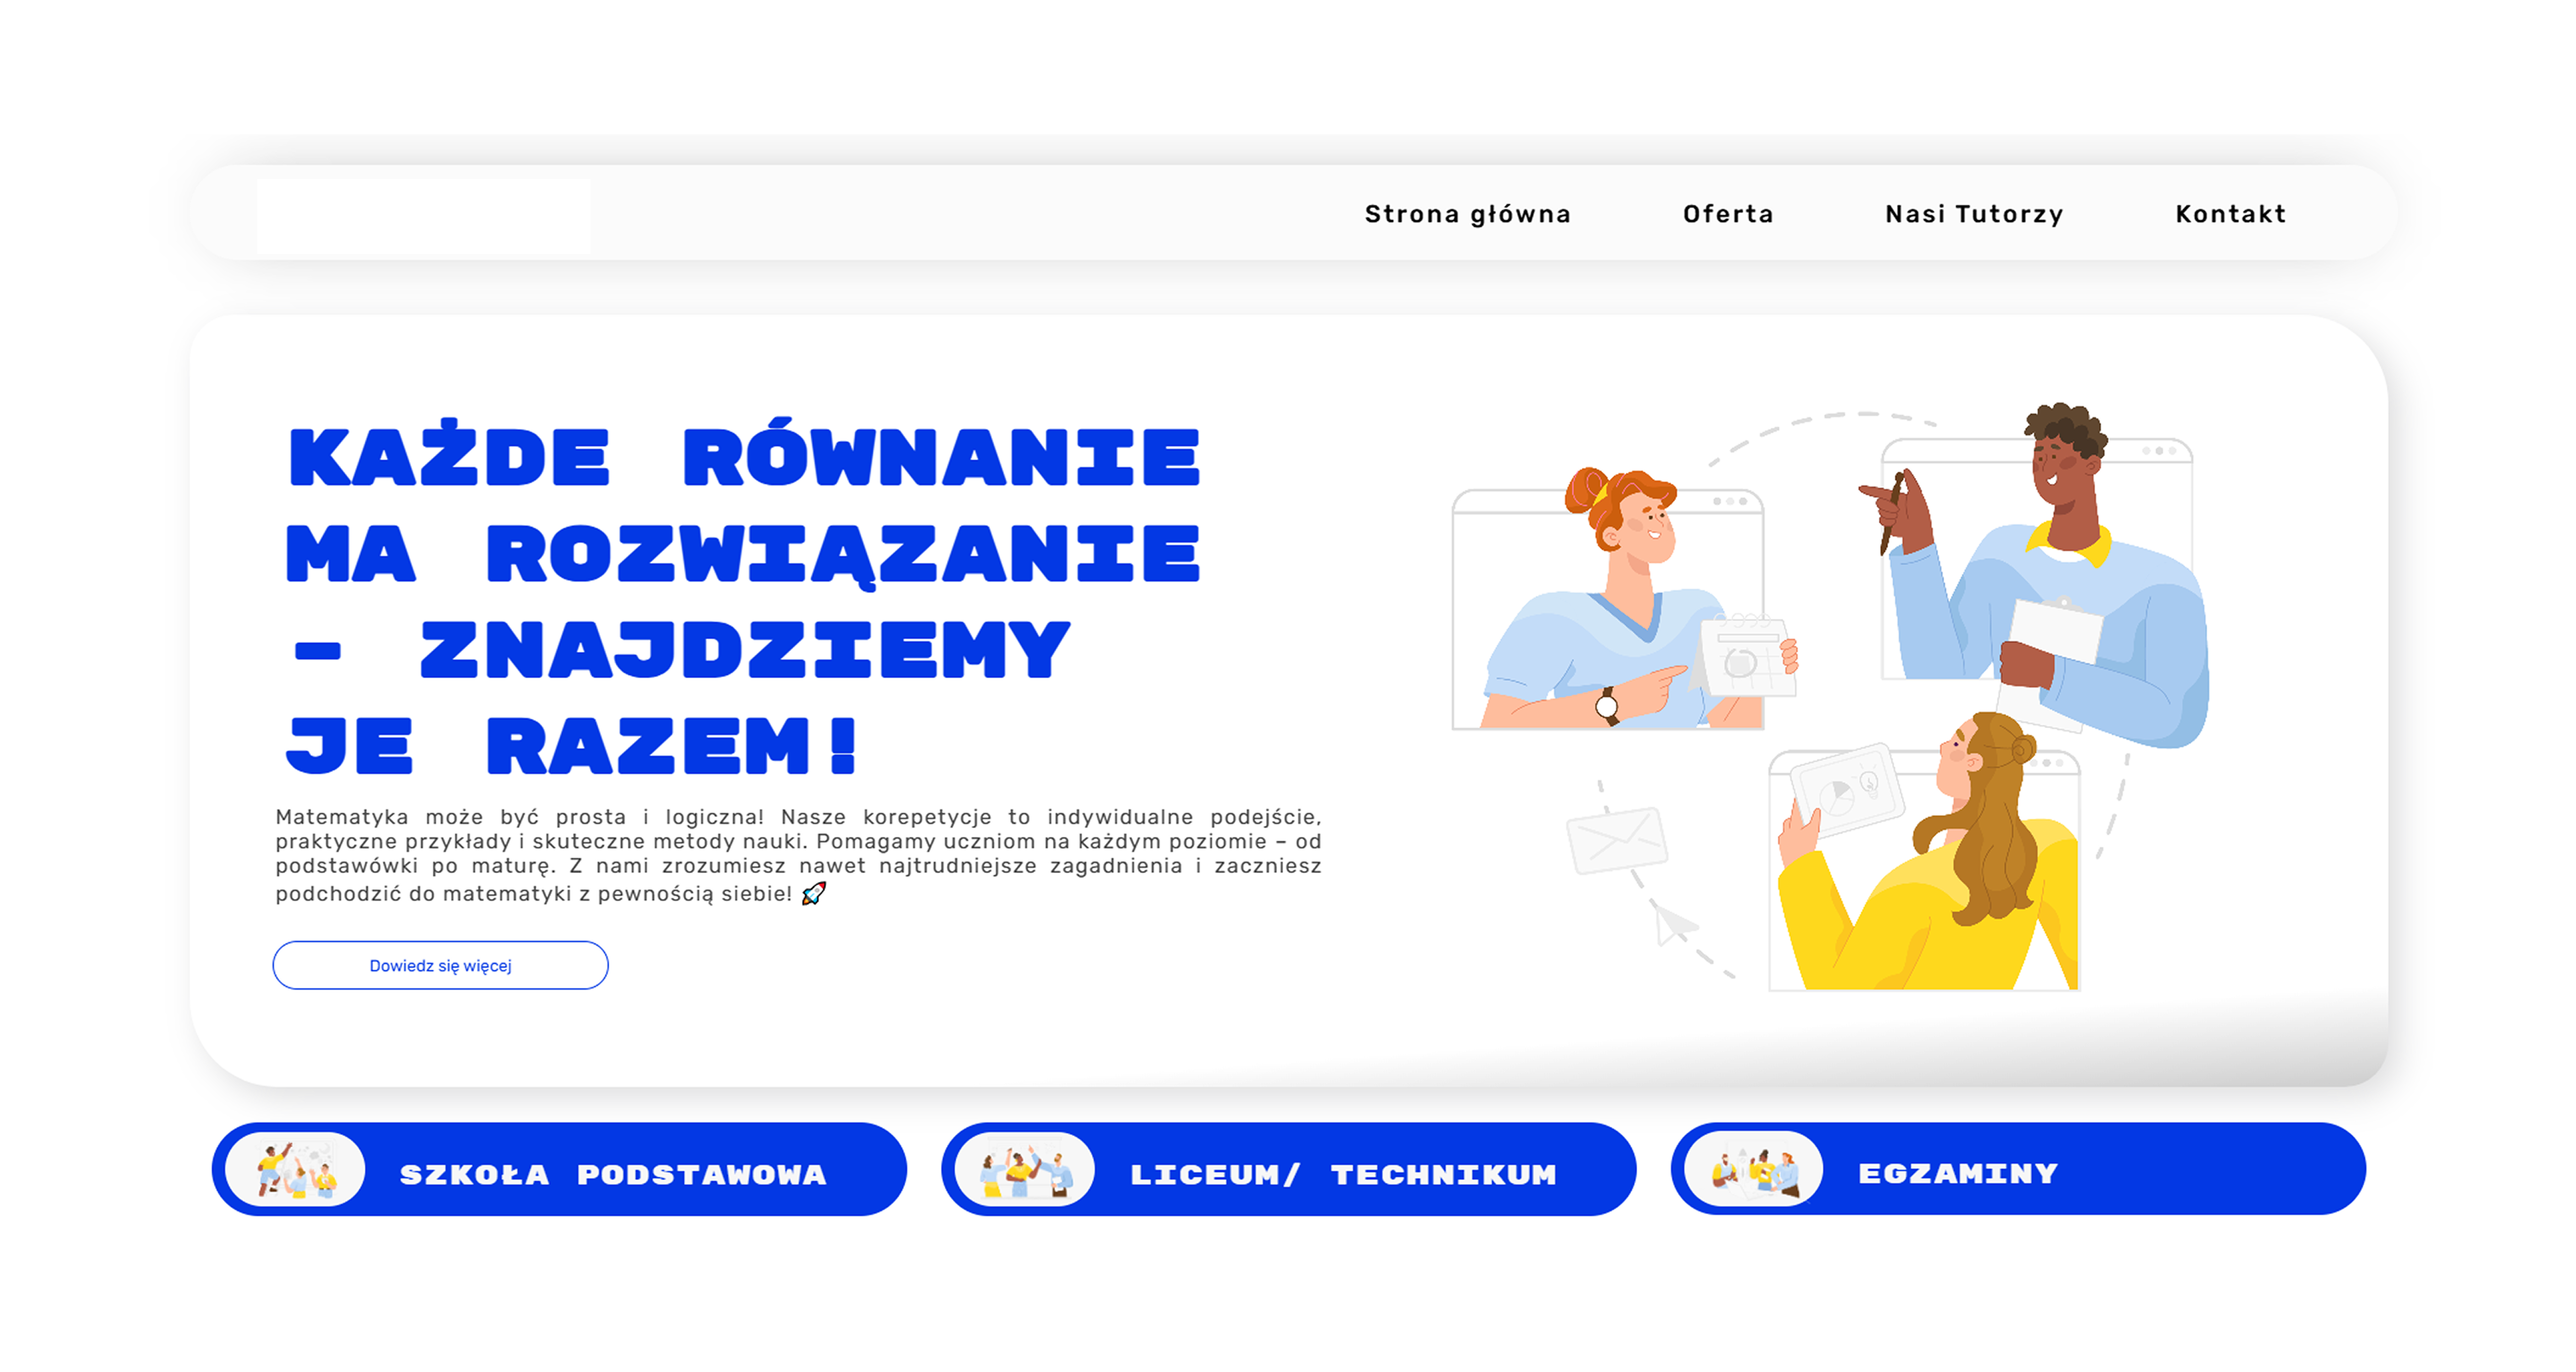 Strona główna Oferta Nasi Tutorzy Kontakt
KAŻDE RÓWNANIE
MA ROZWIĄZANIE
– ZNAJDZIEMY
JE RAZEM!
Matematyka może być prosta i logiczna! Nasze korepetycje to indywidualne podejście,
praktyczne przykłady i skuteczne metody nauki. Pomagamy uczniom na każdym poziomie – od
podstawówki po maturę. Z nami zrozumiesz nawet najtrudniejsze zagadnienia i zaczniesz
podchodzić do matematyki z pewnością siebie! 🚀
Dowiedz się więcej
SZKOŁA PODSTAWOWA
LICEUM/ TECHNIKUM
EGZAMINY